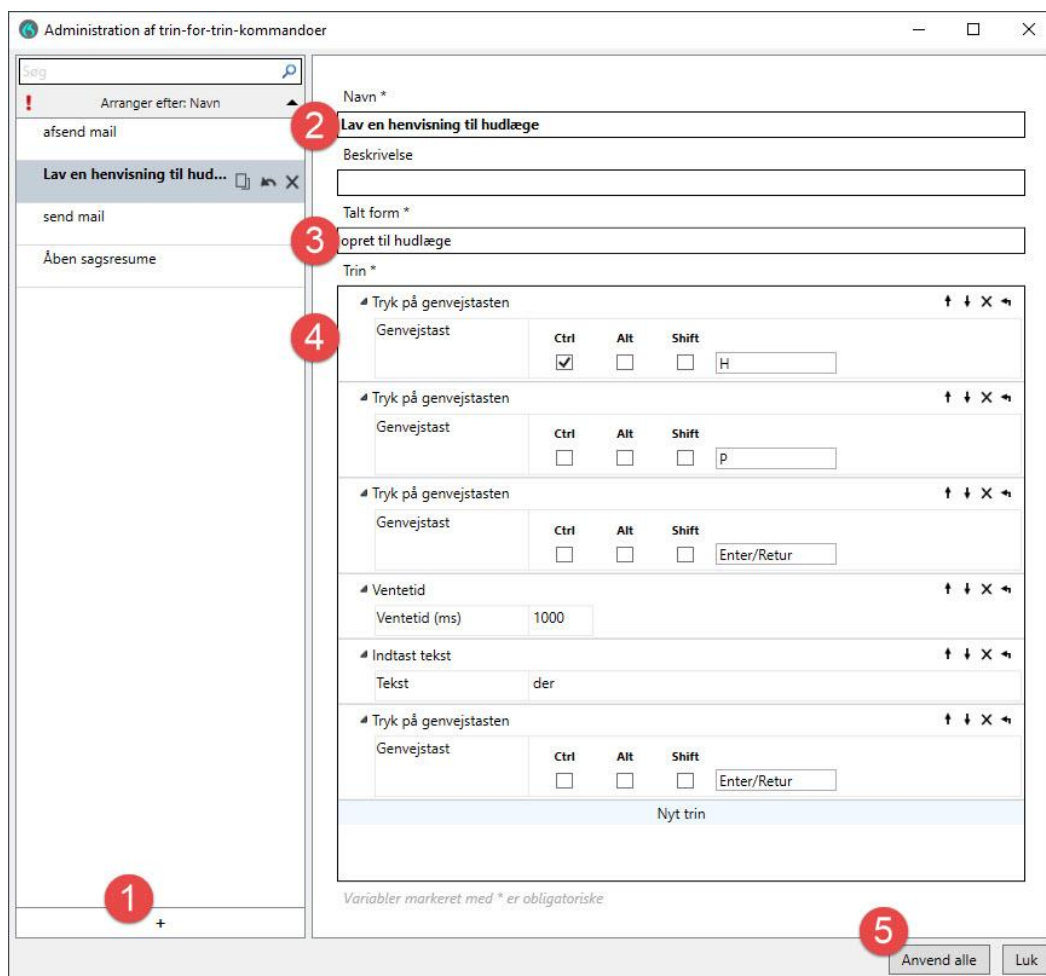 Administration af trin-for-trin-kommandoer
Søg
! Arranger efter: Navn
afsend mail
Lav en henvisning til hud...
send mail
Åben sagsresume
1
+
Navn *
2
Lav en henvisning til hudlæge
Beskrivelse
Talt form *
3
opret til hudlæge
Trin *
Tryk på genvejstasten
4
Genvejstast Ctrl Alt Shift
H
Tryk på genvejstasten
Genvejstast Ctrl Alt Shift
P
Tryk på genvejstasten
Genvejstast Ctrl Alt Shift
Enter/Retur
Ventetid
Ventetid (ms) 1000
Indtast tekst
Tekst der
Tryk på genvejstasten
Genvejstast Ctrl Alt Shift
Enter/Retur
Nyt trin
Variabler markeret med * er obligatoriske
5
Anvend alle Luk